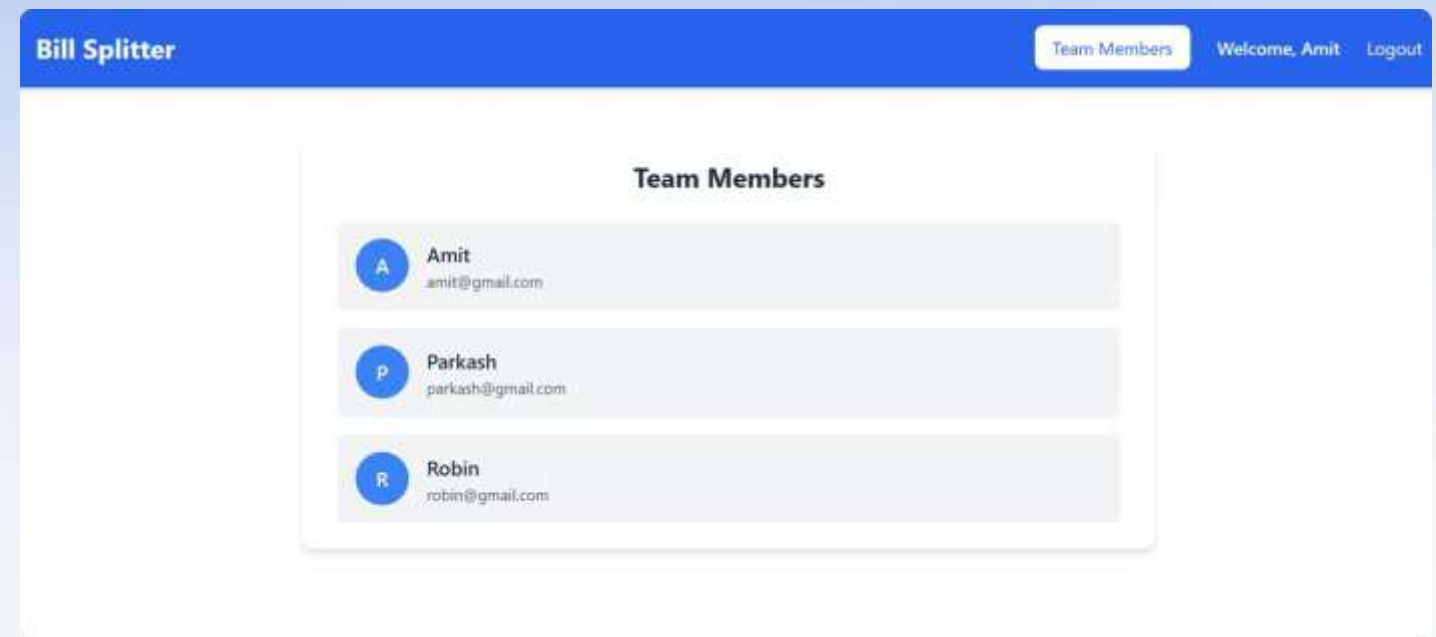 Bill Splitter
Team Members
Welcome, Amit
Logout
Team Members
A
Amit
amit@gmail.com
P
Parkash
parkash@gmail.com
R
Robin
robin@gmail.com